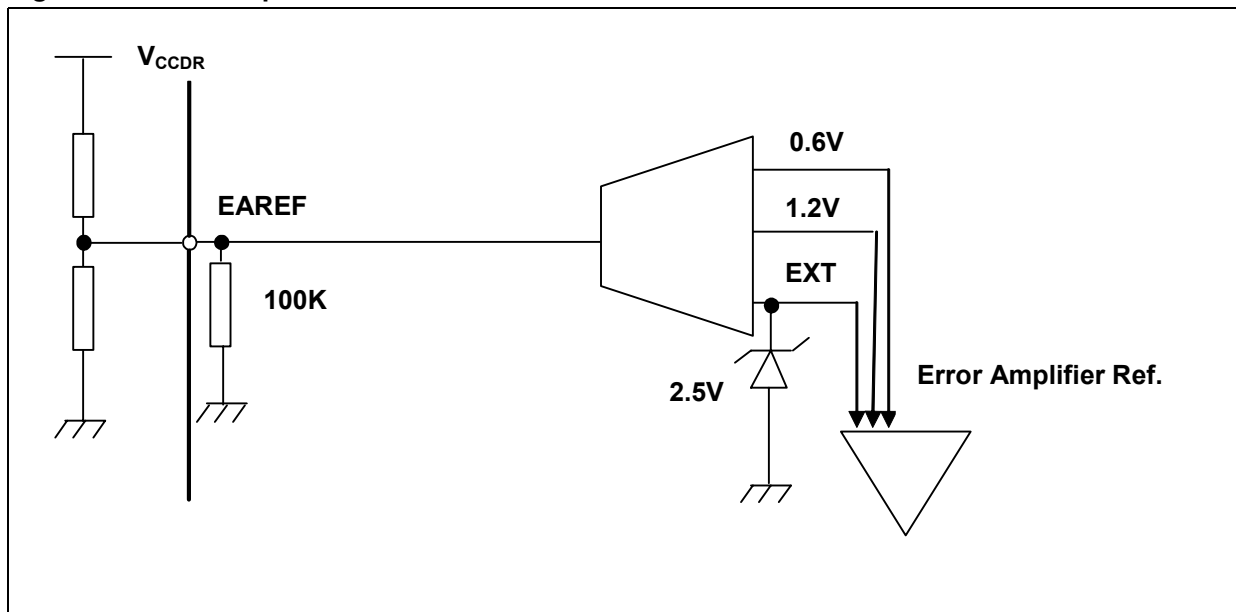 VCCDR
0.6V
1.2V
EAREF
EXT
100K
2.5V
Error Amplifier Ref.